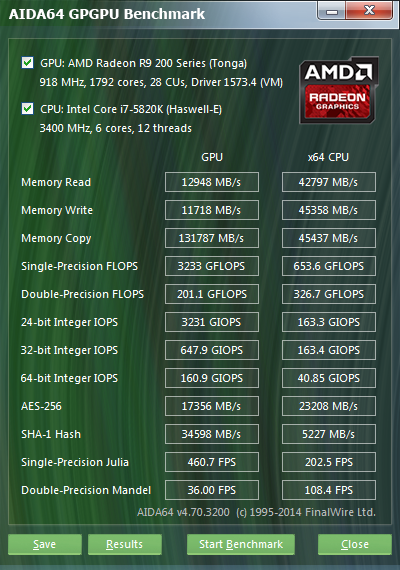 AIDA64 GPGPU Benchmark
GPU: AMD Radeon R9 200 Series (Tonga)
918 MHz, 1792 cores, 28 CUs, Driver 1573.4 (VM)
CPU: Intel Core i7-5820K (Haswell-E)
3400 MHz, 6 cores, 12 threads
AMD
RADEON
GRAPHICS
GPU x64 CPU
Memory Read 12948 MB/s 42797 MB/s
Memory Write 11718 MB/s 45358 MB/s
Memory Copy 131787 MB/s 45437 MB/s
Single-Precision FLOPS 3233 GFLOPS 653.6 GFLOPS
Double-Precision FLOPS 201.1 GFLOPS 326.7 GFLOPS
24-bit Integer IOPS 3231 GIOPS 163.3 GIOPS
32-bit Integer IOPS 647.9 GIOPS 163.4 GIOPS
64-bit Integer IOPS 160.9 GIOPS 40.85 GIOPS
AES-256 17356 MB/s 23208 MB/s
SHA-1 Hash 34598 MB/s 5227 MB/s
Single-Precision Julia 460.7 FPS 202.5 FPS
Double-Precision Mandel 36.00 FPS 108.4 FPS
AIDA64 v4.70.3200 (c) 1995-2014 FinalWire Ltd.
Save Results Start Benchmark Close